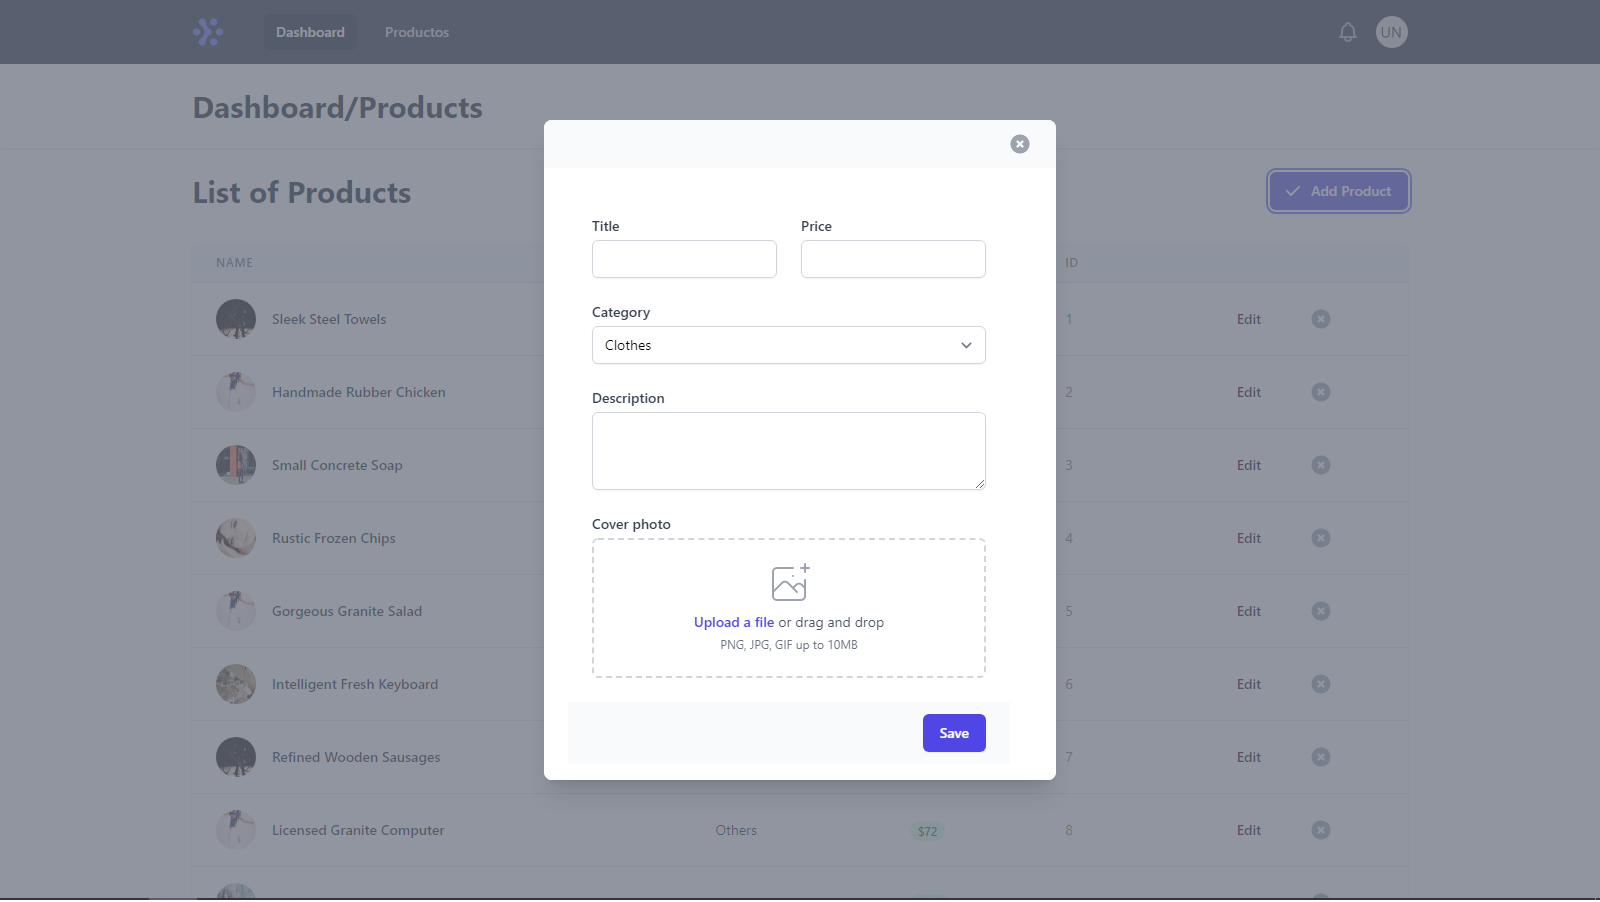 Dashboard
Productos
UN
Dashboard/Products
List of Products
Add Product
NAME
ID
Sleek Steel Towels
1
Edit
Handmade Rubber Chicken
2
Edit
Small Concrete Soap
3
Edit
Rustic Frozen Chips
4
Edit
Gorgeous Granite Salad
5
Edit
Intelligent Fresh Keyboard
6
Edit
Refined Wooden Sausages
7
Edit
Licensed Granite Computer
Others
$72
8
Edit
Title
Price
Category
Clothes
Description
Cover photo
Upload a file or drag and drop
PNG, JPG, GIF up to 10MB
Save